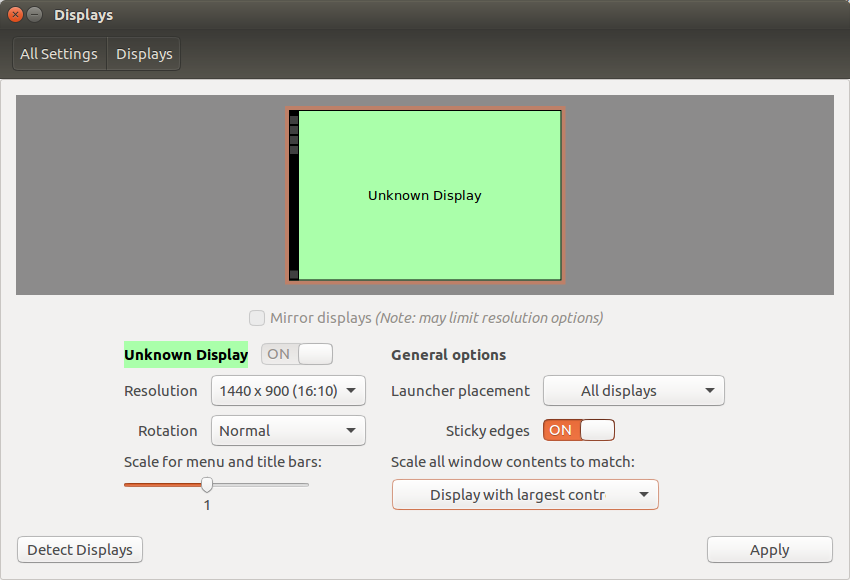 Displays
All Settings
Displays
Unknown Display
Mirror displays (Note: may limit resolution options)
Unknown Display
ON
General options
Resolution
1440 x 900 (16:10)
Launcher placement
All displays
Rotation
Normal
Sticky edges
ON
Scale for menu and title bars:
Scale all window contents to match:
1
Display with largest contr
Detect Displays
Apply